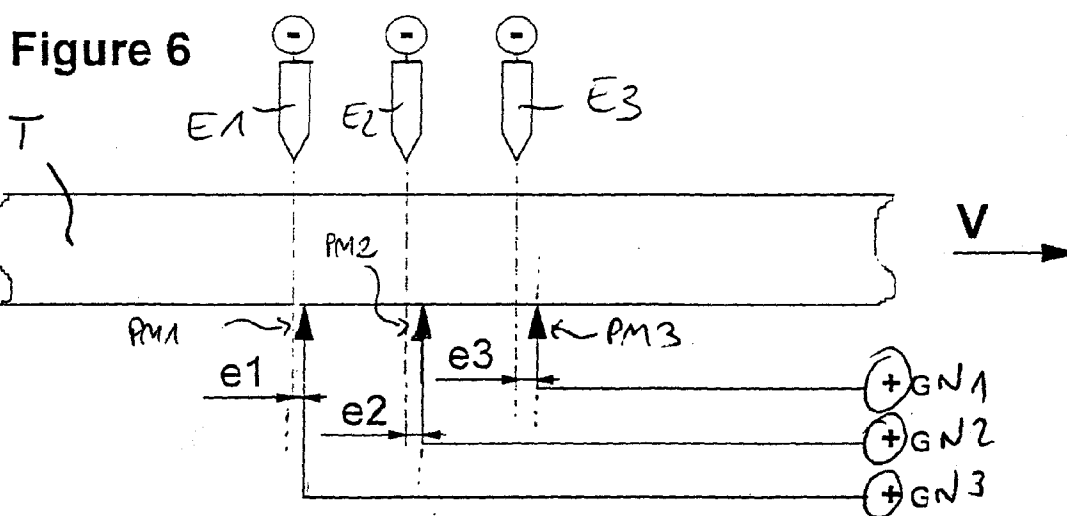 - - -
Figure 6
E1 E2 E3
T
V
PM2
PM1 PM3
e1 e3
e2
+ GN1
+ GN2
+ GN3